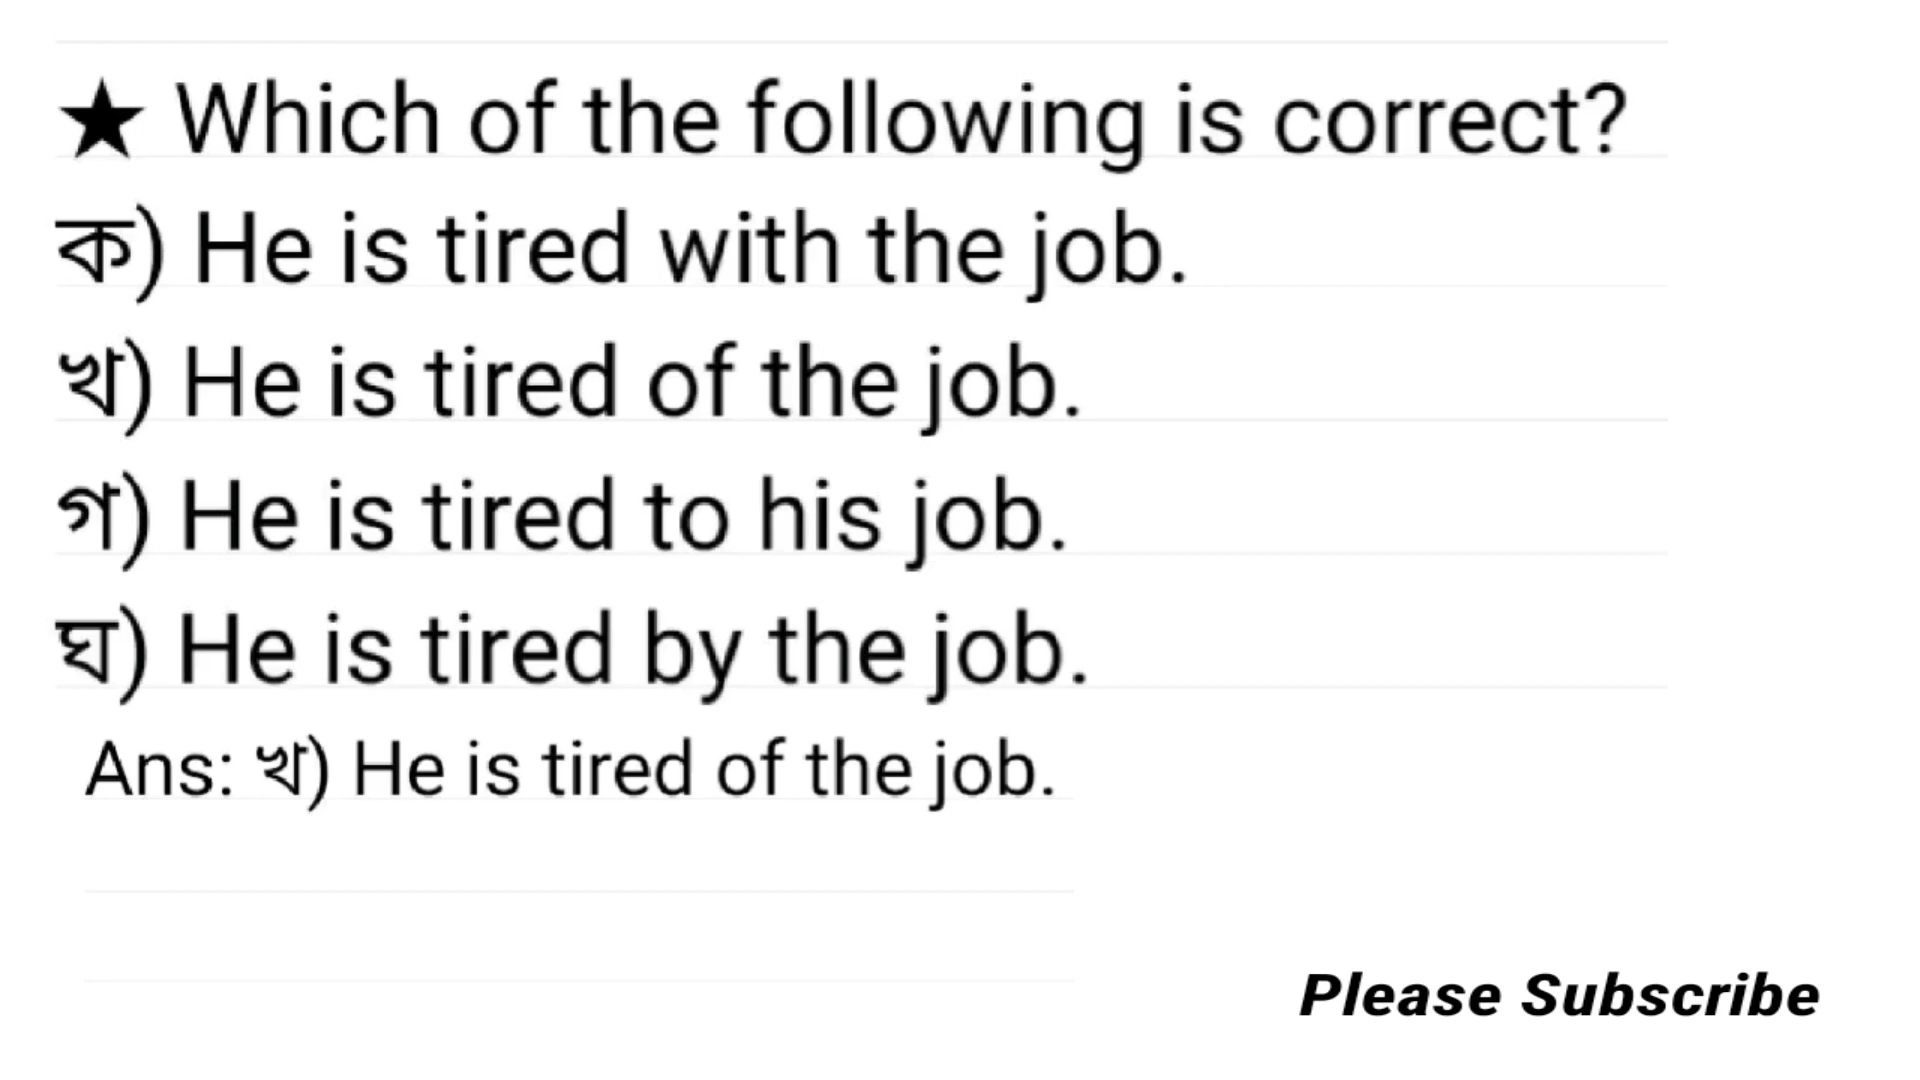 ★ Which of the following is correct?
ক) He is tired with the job.
খ) He is tired of the job.
গ) He is tired to his job.
ঘ) He is tired by the job.
Ans: খ) He is tired of the job.
Please Subscribe